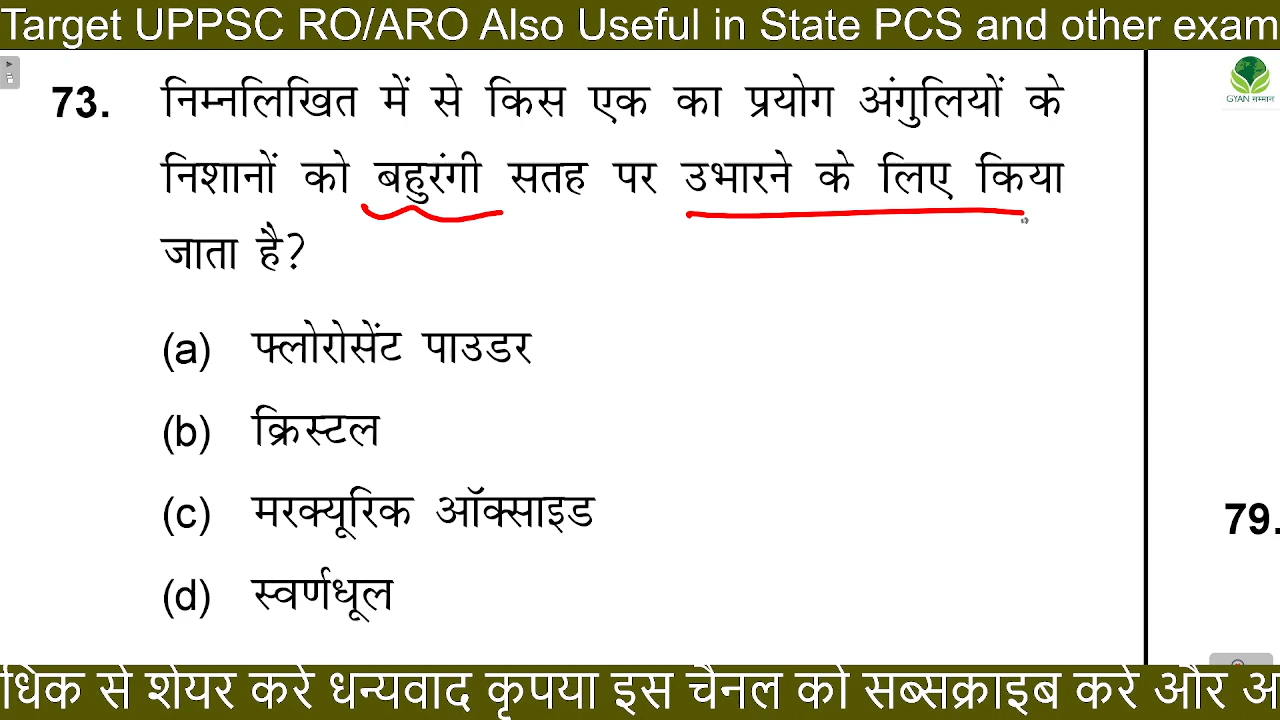 Target UPPSC RO/ARO Also Useful in State PCS and other exam
GYAN सम्मान
73. निम्नलिखित में से किस एक का प्रयोग अंगुलियों के
निशानों को बहुरंगी सतह पर उभारने के लिए किया
जाता है?
(a) फ्लोरोसेंट पाउडर
(b) क्रिस्टल
(c) मरक्यूरिक ऑक्साइड
79.
(d) स्वर्णधूल
धिक से शेयर करे धन्यवाद कृपया इस चैनल को सब्सक्राइब करे और अ